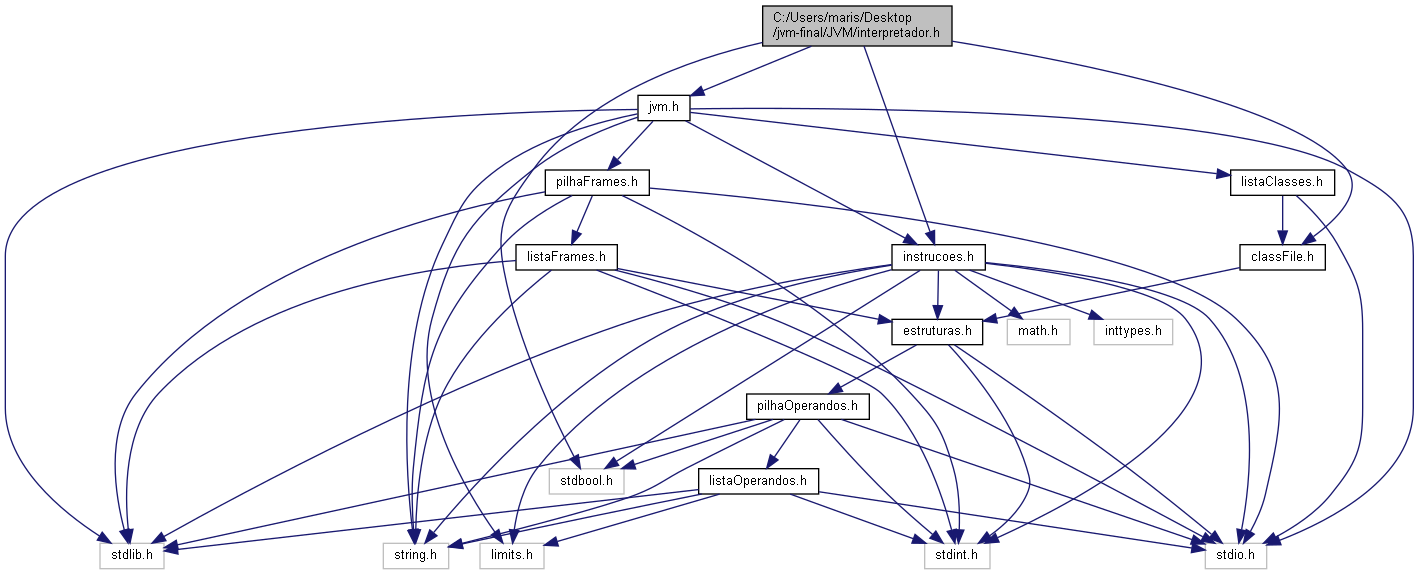 C:/Users/maris/Desktop
/jvm-final/JVM/interpretador.h
jvm.h
pilhaFrames.h
listaClasses.h
listaFrames.h
instrucoes.h
classFile.h
estruturas.h
math.h
inttypes.h
pilhaOperandos.h
stdbool.h
listaOperandos.h
stdlib.h
string.h
limits.h
stdint.h
stdio.h